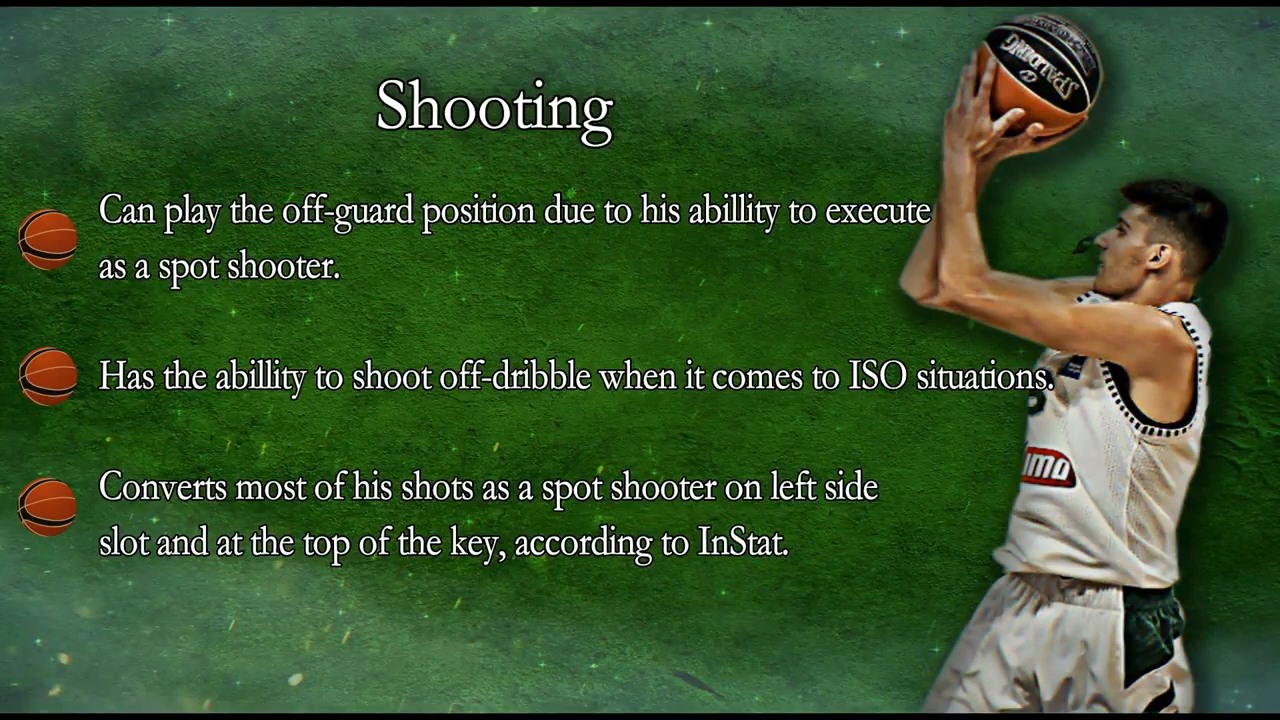 SPALDING
Shooting
Can play the off-guard position due to his abillity to execute
as a spot shooter.
Has the abillity to shoot off-dribble when it comes to ISO situations.
Converts most of his shots as a spot shooter on left side
slot and at the top of the key, according to InStat.